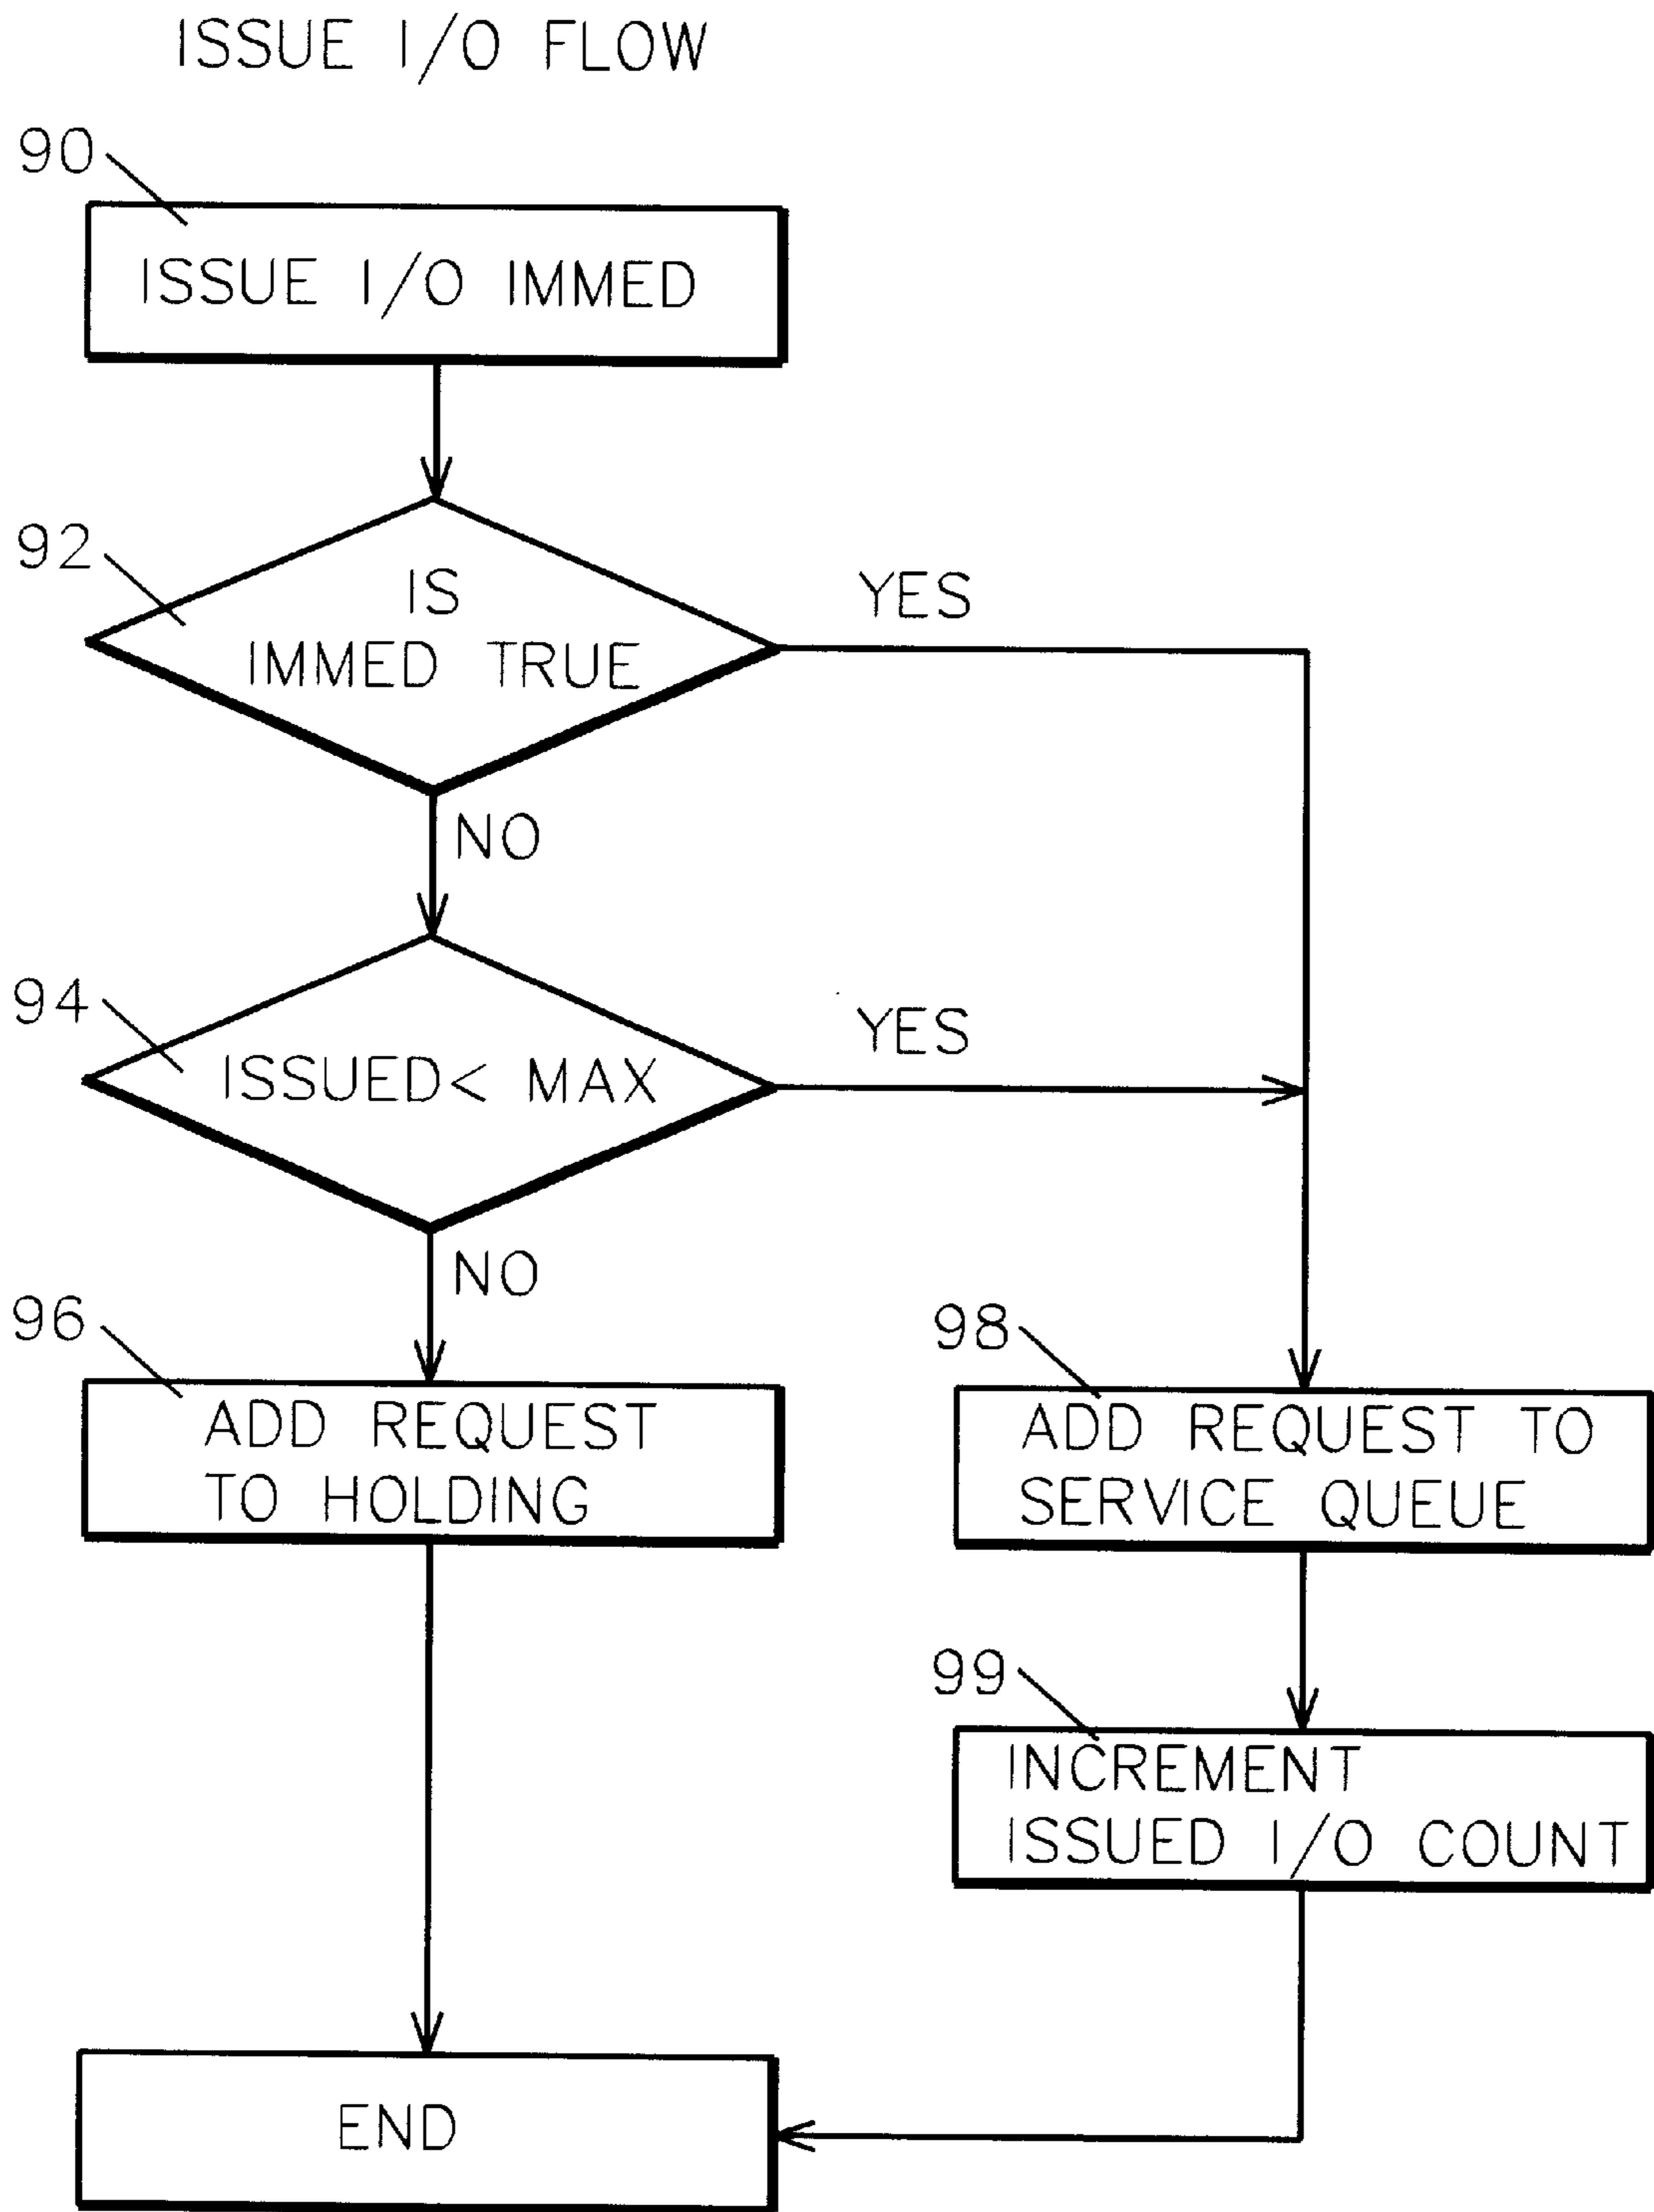 ISSUE I/O FLOW
90
ISSUE I/O IMMED
92
IS
IMMED TRUE
YES
NO
94
ISSUED< MAX
YES
NO
96
ADD REQUEST
TO HOLDING
98
ADD REQUEST TO
SERVICE QUEUE
99
INCREMENT
ISSUED I/O COUNT
END